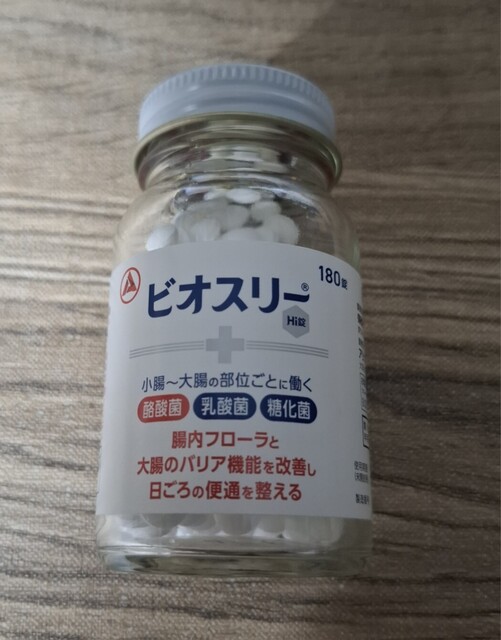 180錠
ビオスリー®
Hi錠
小腸～大腸の部位ごとに働く
酪酸菌 乳酸菌 糖化菌
腸内フローラと
大腸のバリア機能を改善し
日ごろの便通を整える